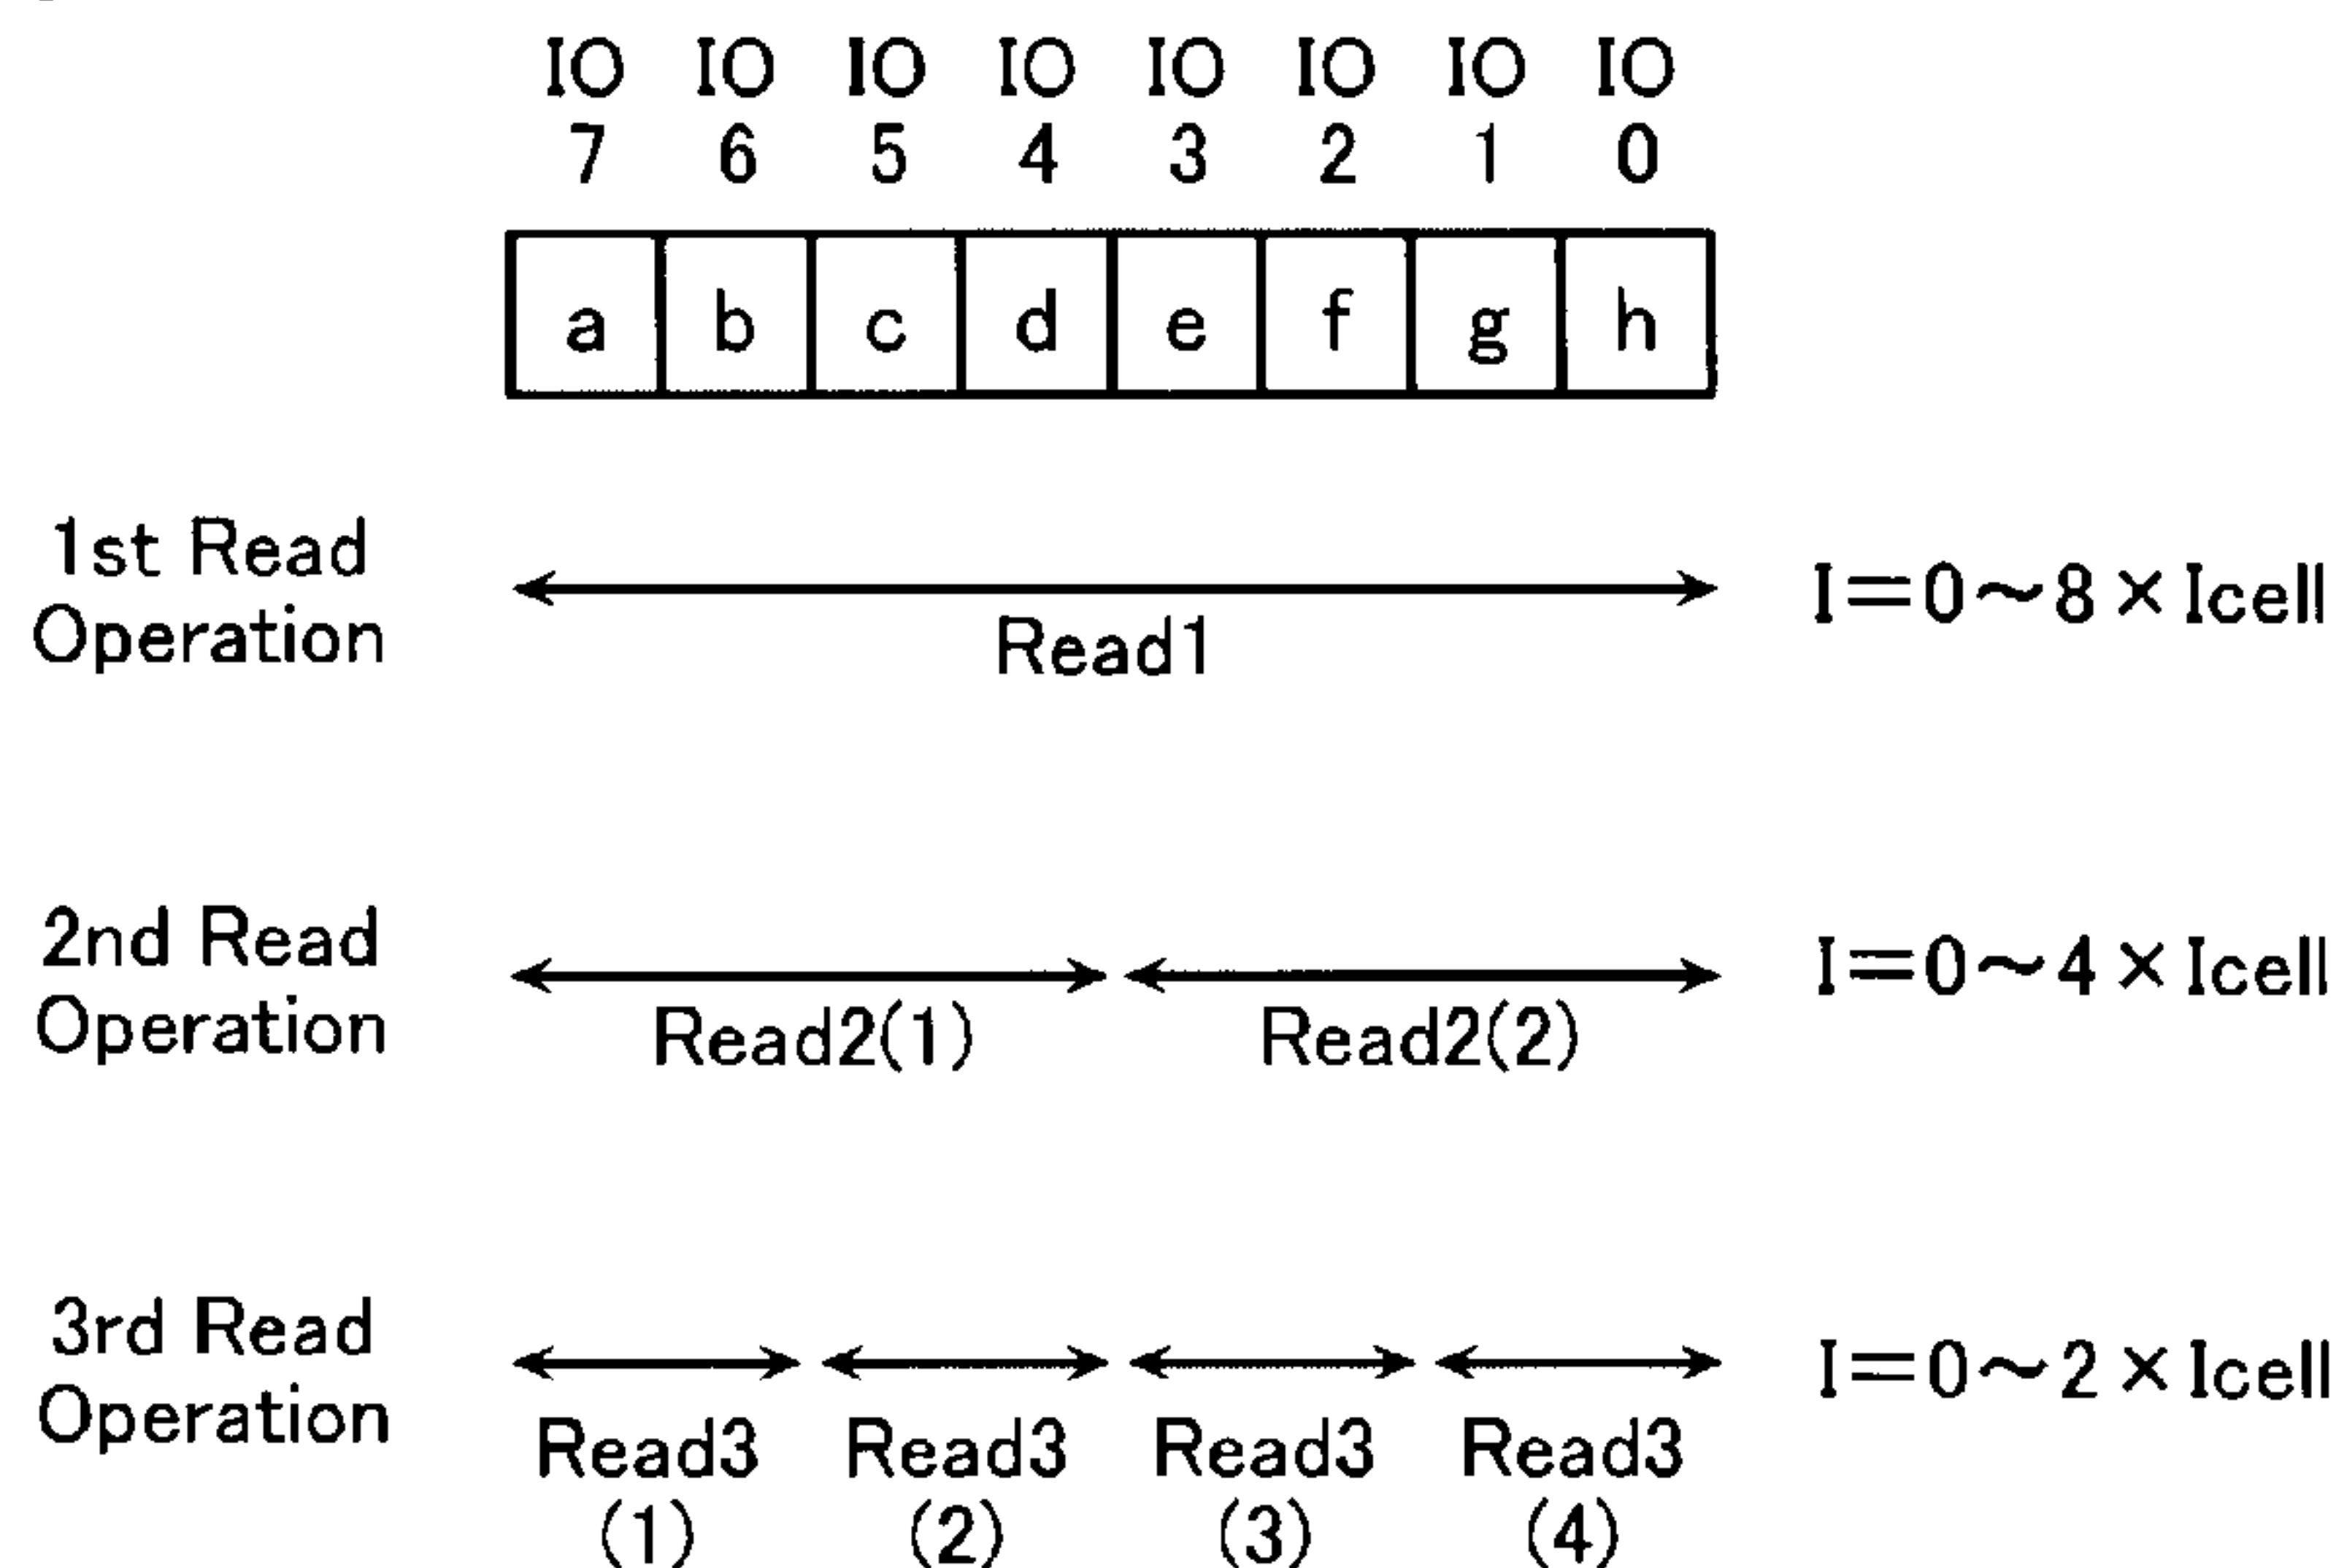 IO IO IO IO IO IO IO IO
7 6 5 4 3 2 1 0
a b c d e f g h
1st Read
Operation
Read1
I=0~8×Icell
2nd Read
Operation
Read2(1) Read2(2)
I=0~4×Icell
3rd Read
Operation
Read3 Read3 Read3 Read3
(1) (2) (3) (4)
I=0~2×Icell